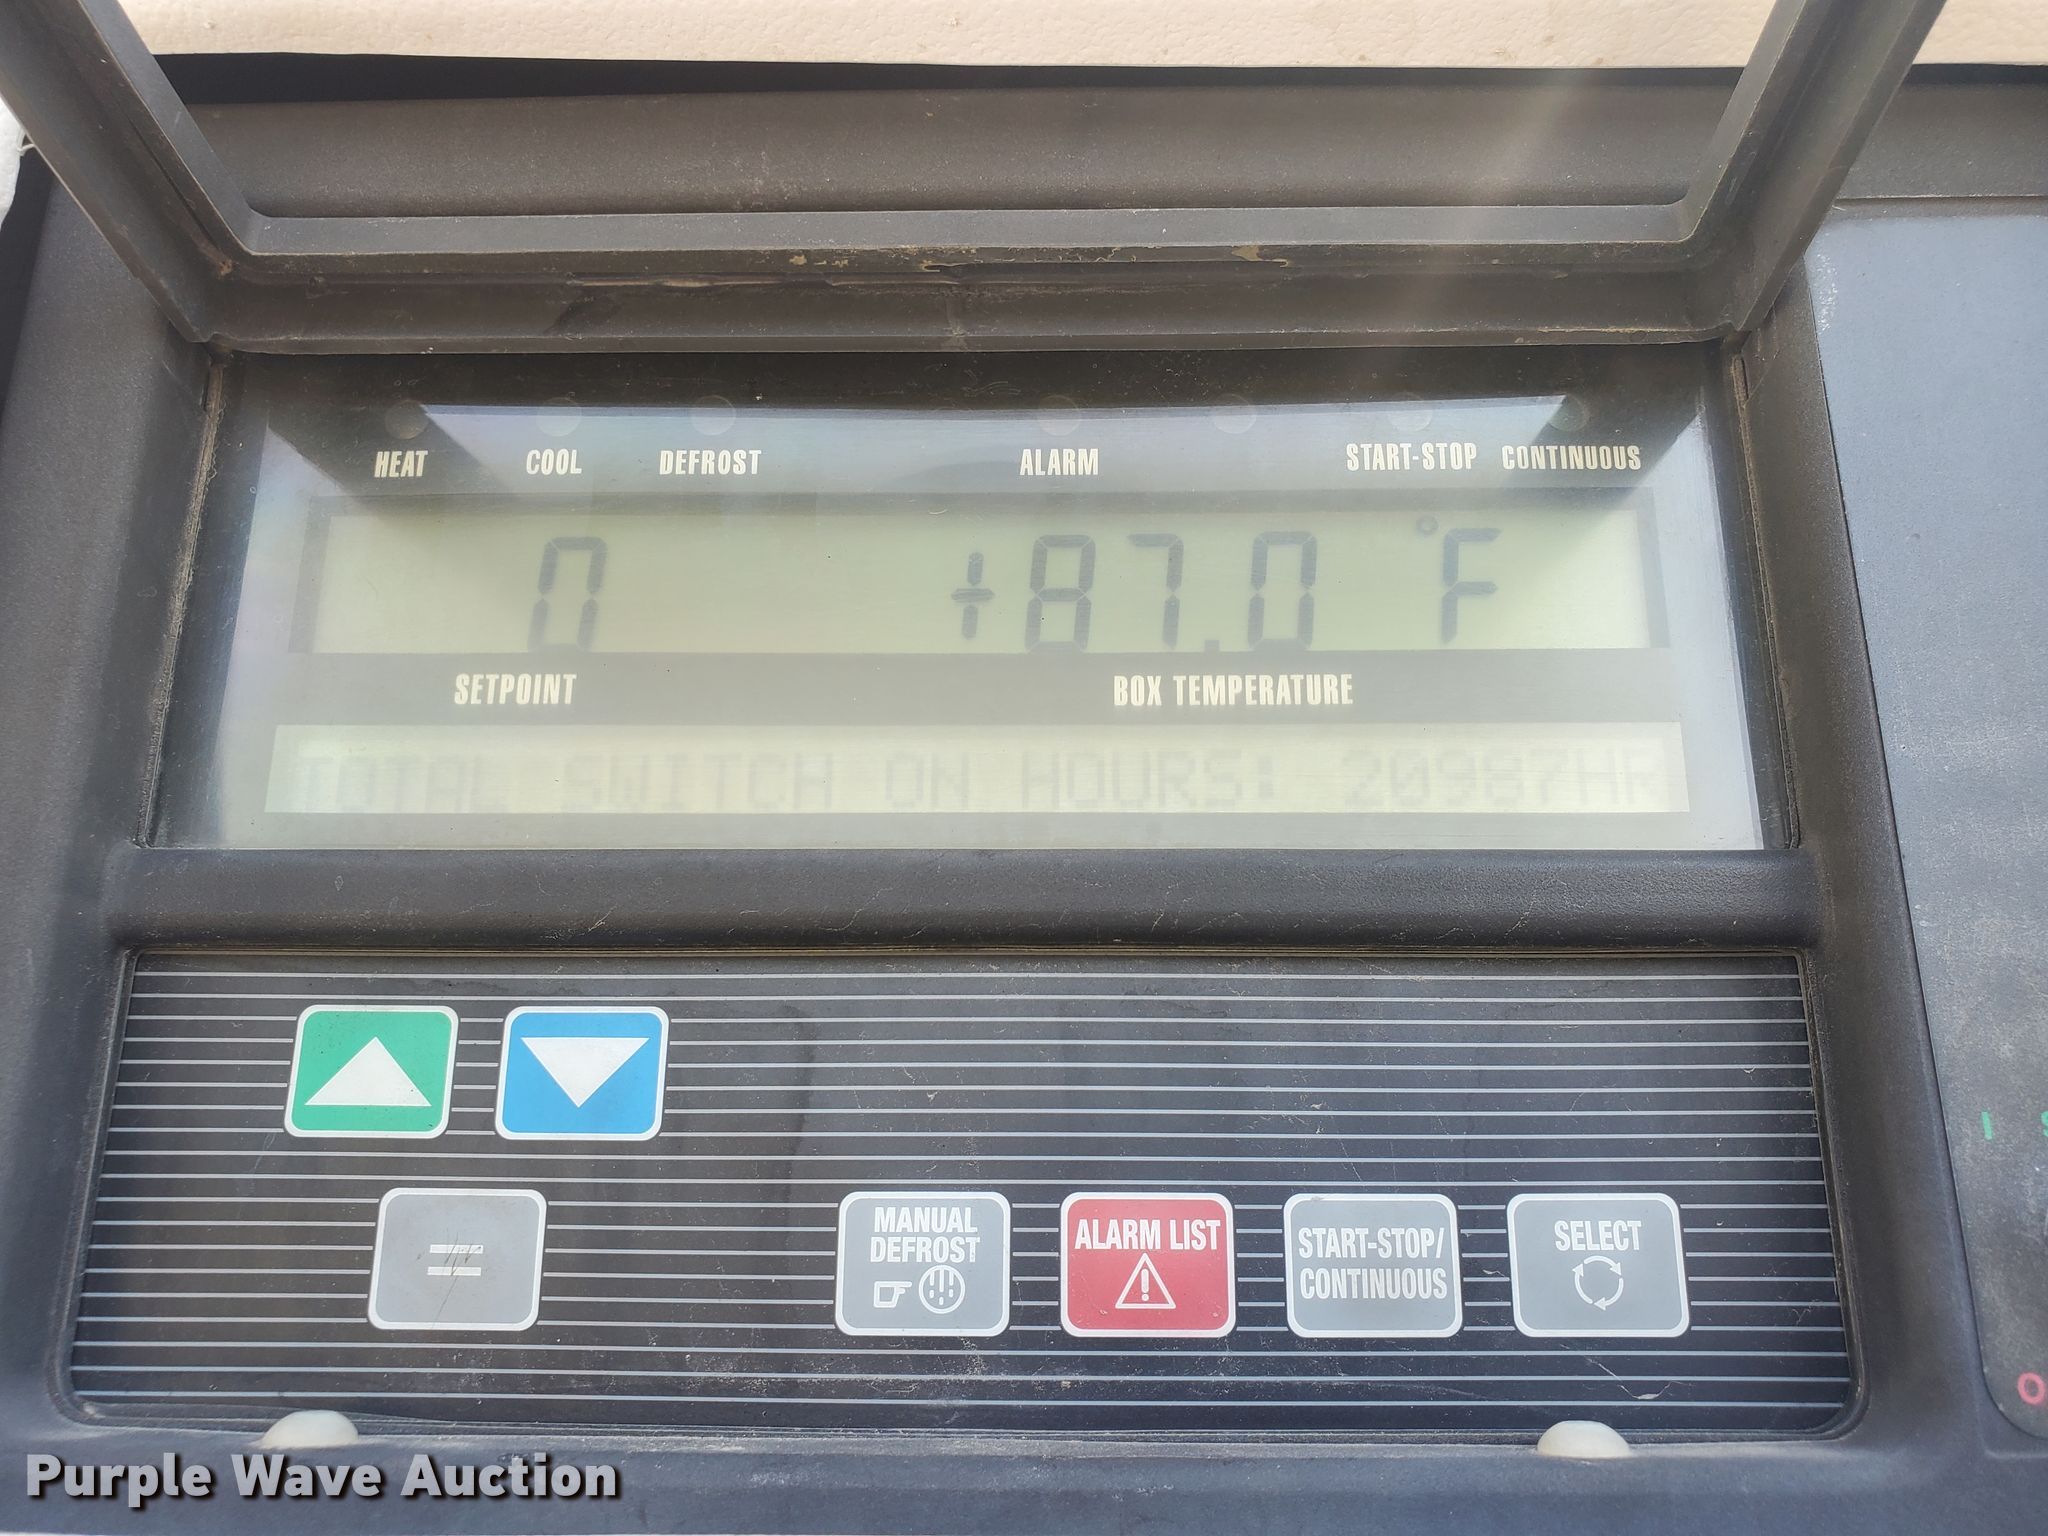 HEAT COOL DEFROST ALARM START-STOP CONTINUOUS
0 +87.0 °F
SETPOINT BOX TEMPERATURE
TOTAL SWITCH ON HOURS: 20987HR
MANUAL DEFROST
ALARM LIST
START-STOP/
CONTINUOUS
SELECT
Purple Wave Auction